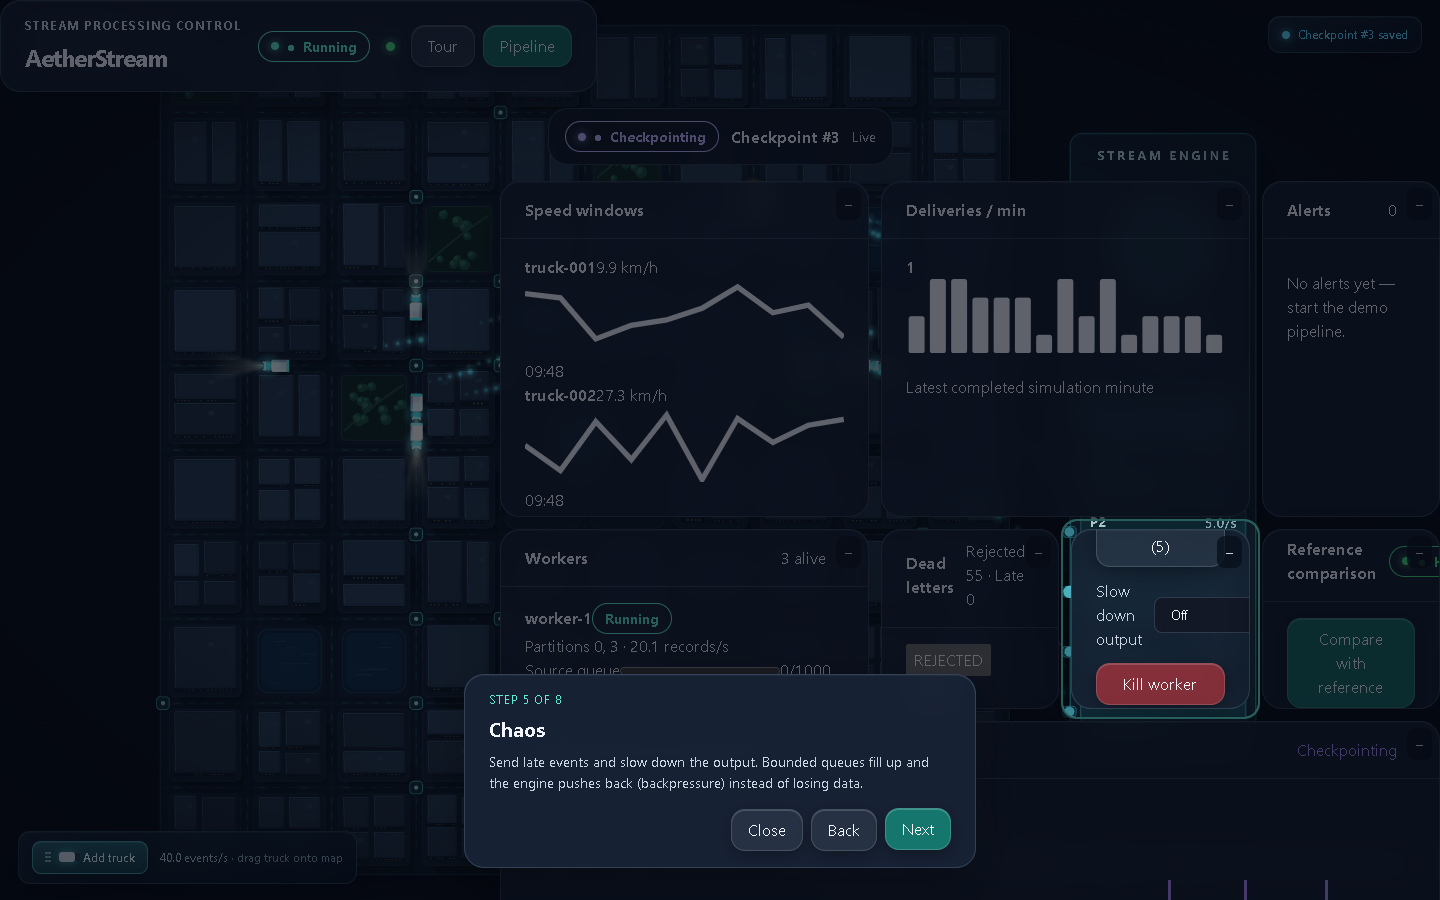 STREAM PROCESSING CONTROL
AetherStream
Running
Tour
Pipeline
Checkpoint #3 saved
Checkpointing
Checkpoint #3
Live
STREAM ENGINE
Speed windows
–
truck-0019.9 km/h
09:48
truck-00227.3 km/h
09:48
Deliveries / min
–
1
Latest completed simulation minute
Alerts
0
–
No alerts yet —
start the demo
pipeline.
Workers
3 alive
–
worker-1 Running
Partitions 0, 3 · 20.1 records/s
Source queue 0/1000
Dead
letters
Rejected
55 · Late
0
–
REJECTED
P2
5.0/s
(5)
–
Slow
down
output
Off
Kill worker
Reference
comparison
–
Compare
with
reference
Checkpointing
–
STEP 5 OF 8
Chaos
Send late events and slow down the output. Bounded queues fill up and
the engine pushes back (backpressure) instead of losing data.
Close
Back
Next
Add truck
40.0 events/s · drag truck onto map